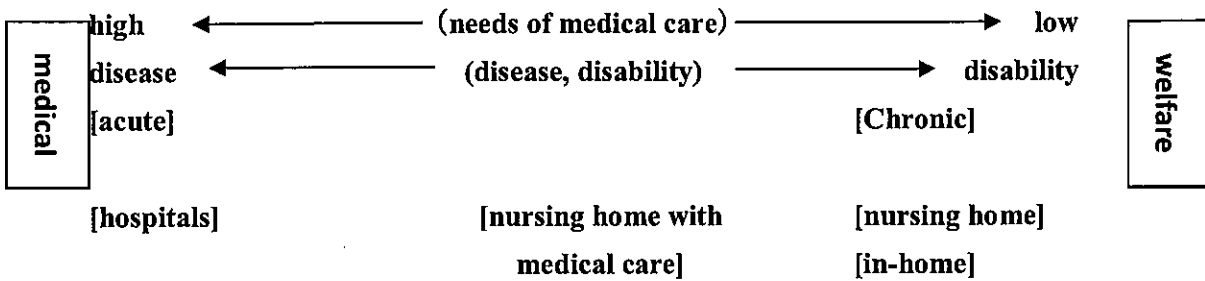 medical
high (needs of medical care) low
disease (disease, disability) disability
[acute] [Chronic]
welfare
[hospitals] [nursing home with [nursing home]
medical care] [in-home]